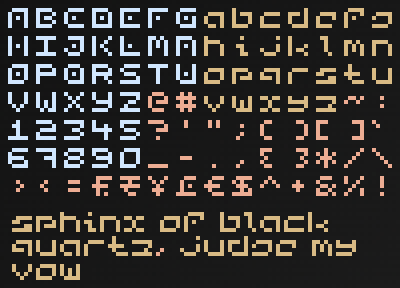 ABCDEFGabcdefg
HIJKLMNhijklmn
OPQRSTUopqrstu
VWXYZ@#vwxyz~:
12345?'";()[]`
67890_-.,{}*/\
><=₹¥£€$^+&%!
sphinx of black
quartz, judge my
vow